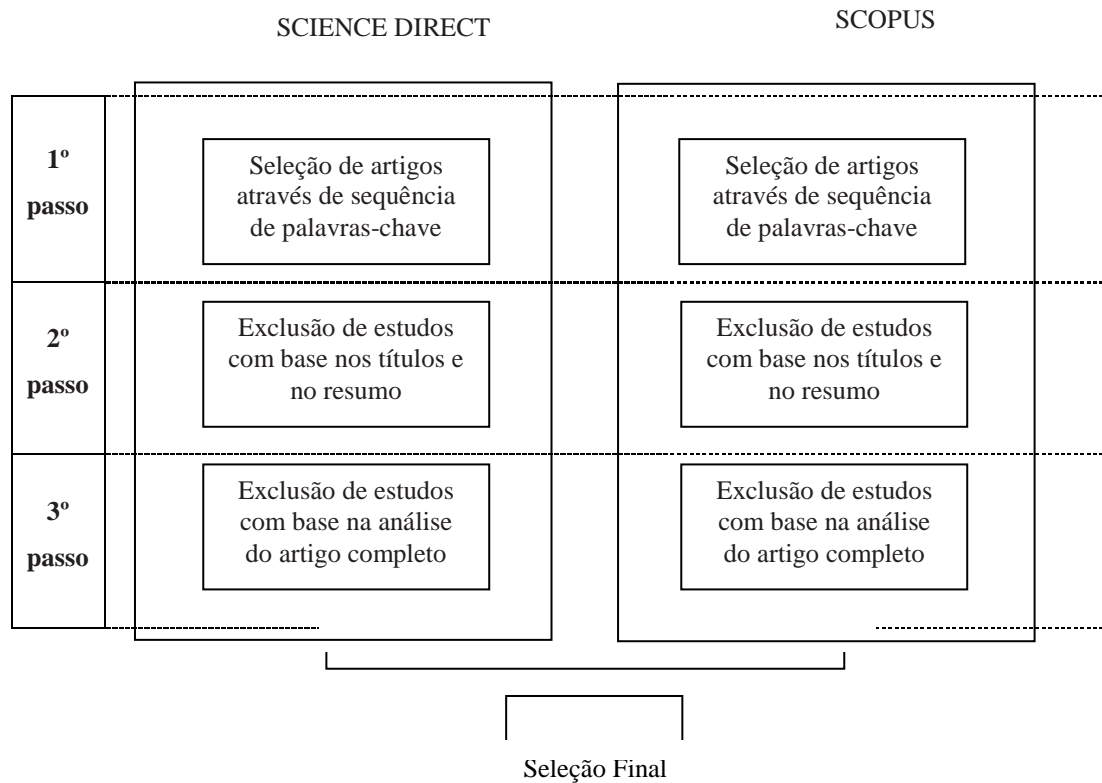 SCIENCE DIRECT
SCOPUS
1º
passo
Seleção de artigos
através de sequência
de palavras-chave
Seleção de artigos
através de sequência
de palavras-chave
2º
passo
Exclusão de estudos
com base nos títulos e
no resumo
Exclusão de estudos
com base nos títulos e
no resumo
3º
passo
Exclusão de estudos
com base na análise
do artigo completo
Exclusão de estudos
com base na análise
do artigo completo
Seleção Final